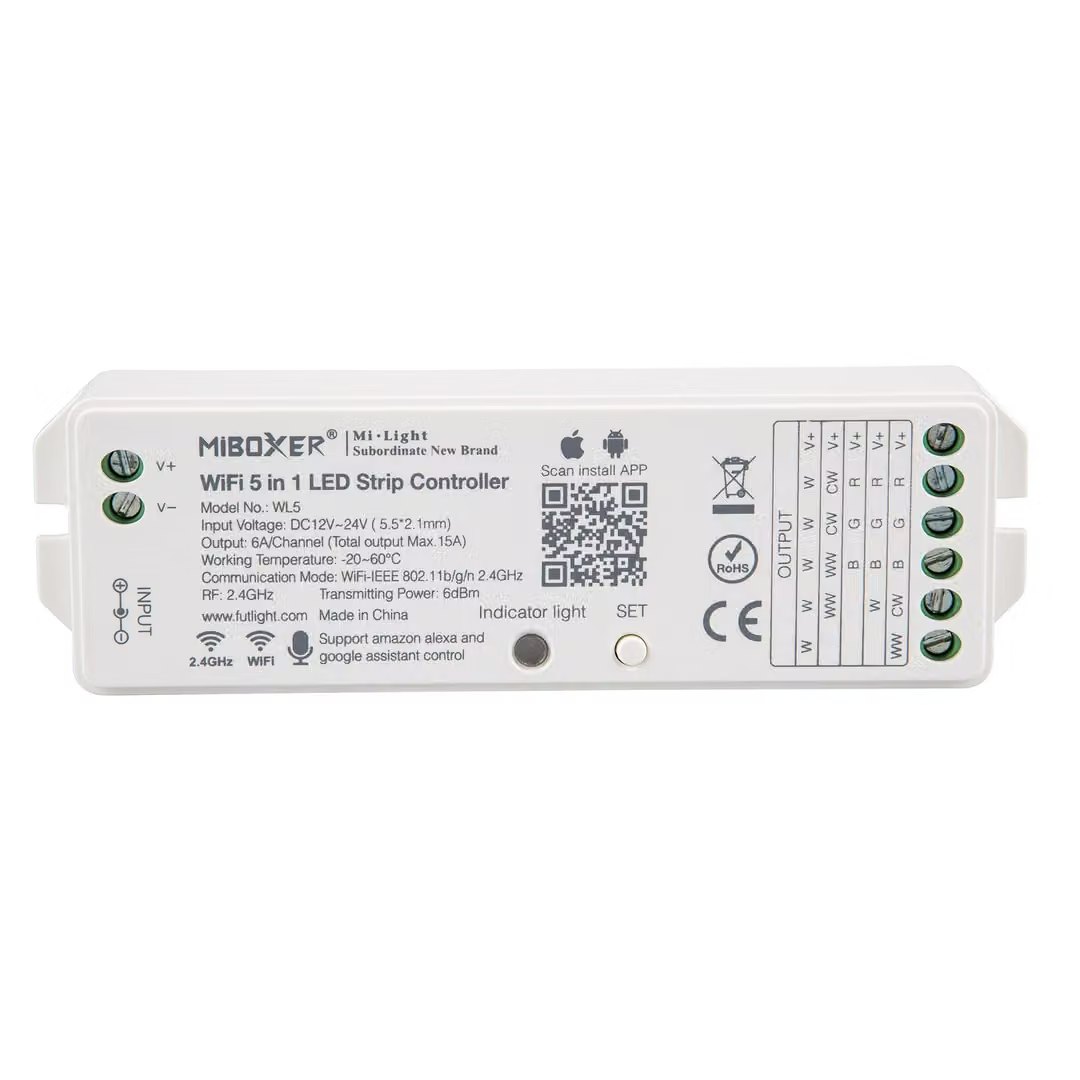 V+
V−
INPUT
MiBOXER®
Mi·Light
Subordinate New Brand
WiFi 5 in 1 LED Strip Controller
Model No.: WL5
Input Voltage: DC12V~24V ( 5.5*2.1mm)
Output: 6A/Channel (Total output Max.15A)
Working Temperature: -20~60°C
Communication Mode: WiFi-IEEE 802.11b/g/n 2.4GHz
RF: 2.4GHz Transmitting Power: 6dBm
www.futlight.com Made in China
2.4GHz WiFi
Support amazon alexa and
google assistant control
Scan install APP
Indicator light SET
RoHS
CE
OUTPUT
W W W W W V+
WW WW CW CW V+
B G R V+
W B G R V+
WW CW B G R V+